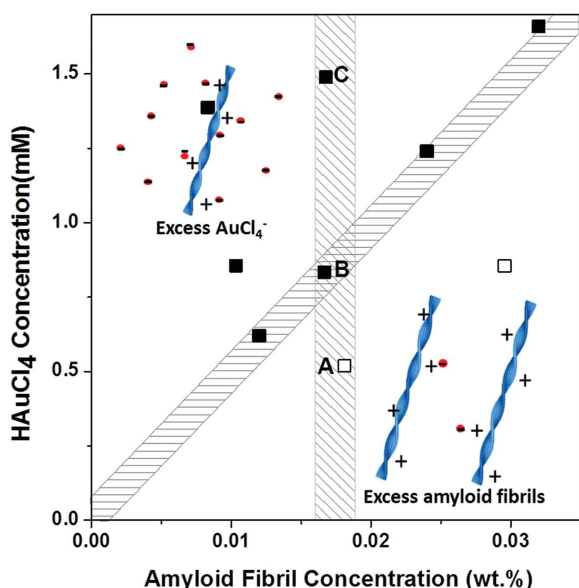 HAuCl4 Concentration(mM)
1.5
1.0
0.5
0.0
C
B
A
Excess AuCl4-
Excess amyloid fibrils
0.00
0.01
0.02
0.03
Amyloid Fibril Concentration (wt.%)